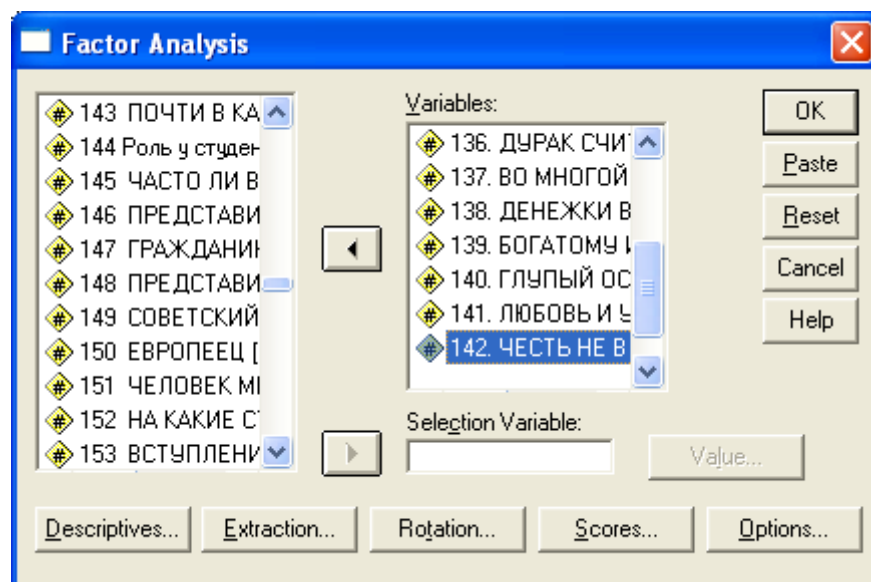 Factor Analysis
143 ПОЧТИ В КА
144 Роль у студен
145 ЧАСТО ЛИ В
146 ПРЕДСТАВИ
147 ГРАЖДАНИН
148 ПРЕДСТАВИ
149 СОВЕТСКИЙ
150 ЕВРОПЕЕЦ [
151 ЧЕЛОВЕК МИ
152 НА КАКИЕ СТ
153 ВСТУПЛЕНИ
Variables:
136. ДУРАК СЧИТ
137. ВО МНОГОЙ
138. ДЕНЕЖКИ В
139. БОГАТОМУ И
140. ГЛУПЫЙ ОС
141. ЛЮБОВЬ И У
142. ЧЕСТЬ НЕ В
Selection Variable:
Value...
OK
Paste
Reset
Cancel
Help
Descriptives...
Extraction...
Rotation...
Scores...
Options...